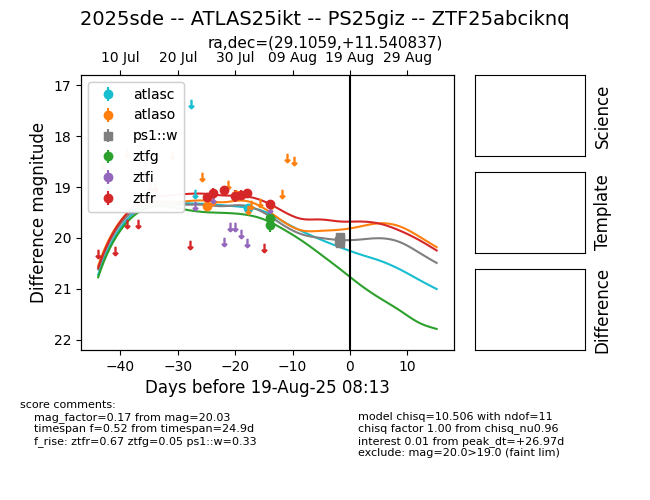 2025sde -- ATLAS25ikt -- PS25giz -- ZTF25abciknq
ra,dec=(29.1059,+11.540837)
10 Jul 20 Jul 30 Jul 09 Aug 19 Aug 29 Aug
17
18
19
20
21
22
Difference magnitude
atlasc
atlaso
ps1::w
ztfg
ztfi
ztfr
−40 −30 −20 −10 0 10
Days before 19-Aug-25 08:13
Science
Template
Difference
score comments:
mag_factor=0.17 from mag=20.03
timespan f=0.52 from timespan=24.9d
f_rise: ztfr=0.67 ztfg=0.05 ps1::w=0.33
model chisq=10.506 with ndof=11
chisq factor 1.00 from chisq_nu0.96
interest 0.01 from peak_dt=+26.97d
exclude: mag=20.0>19.0 (faint lim)